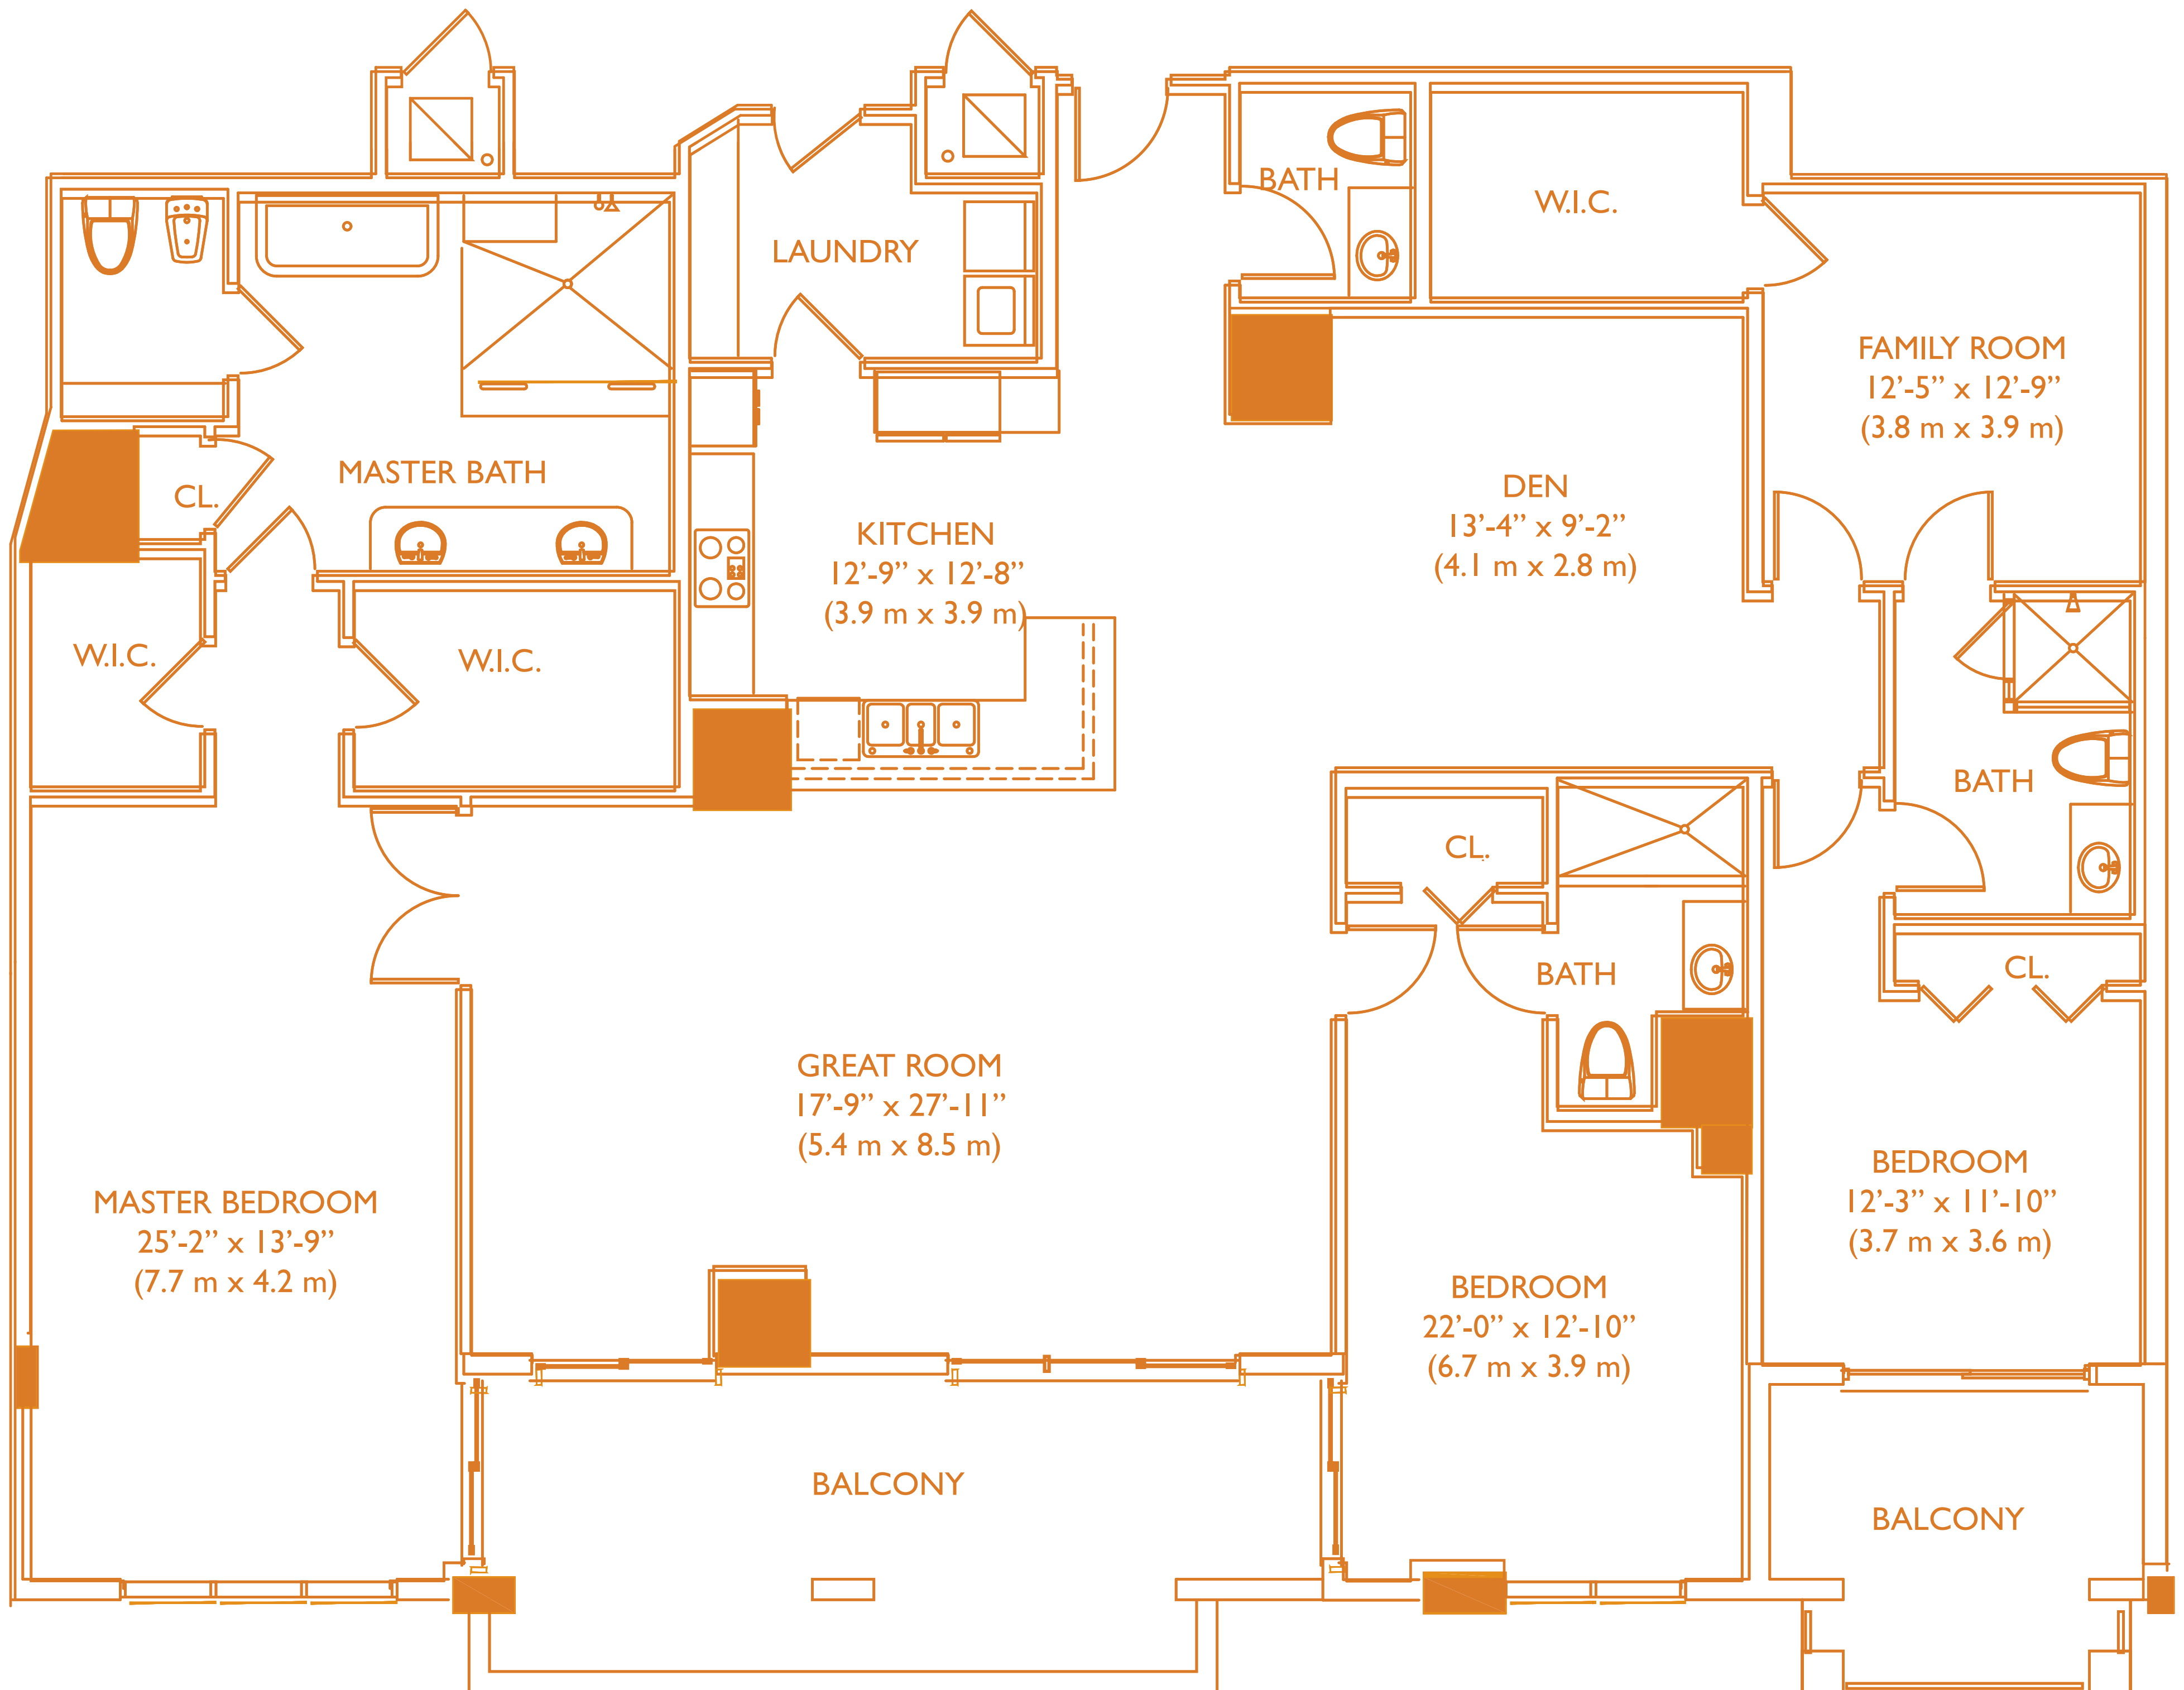 BATH
W.I.C.
LAUNDRY
FAMILY ROOM
12’-5” x 12’-9”
(3.8 m x 3.9 m)
MASTER BATH
CL.
DEN
13’-4” x 9’-2”
(4.1 m x 2.8 m)
KITCHEN
12’-9” x 12’-8”
(3.9 m x 3.9 m)
W.I.C.
W.I.C.
BATH
CL.
BATH
CL.
GREAT ROOM
17’-9” x 27’-11”
(5.4 m x 8.5 m)
MASTER BEDROOM
25’-2” x 13’-9”
(7.7 m x 4.2 m)
BEDROOM
12’-3” x 11’-10”
(3.7 m x 3.6 m)
BEDROOM
22’-0” x 12’-10”
(6.7 m x 3.9 m)
BALCONY
BALCONY